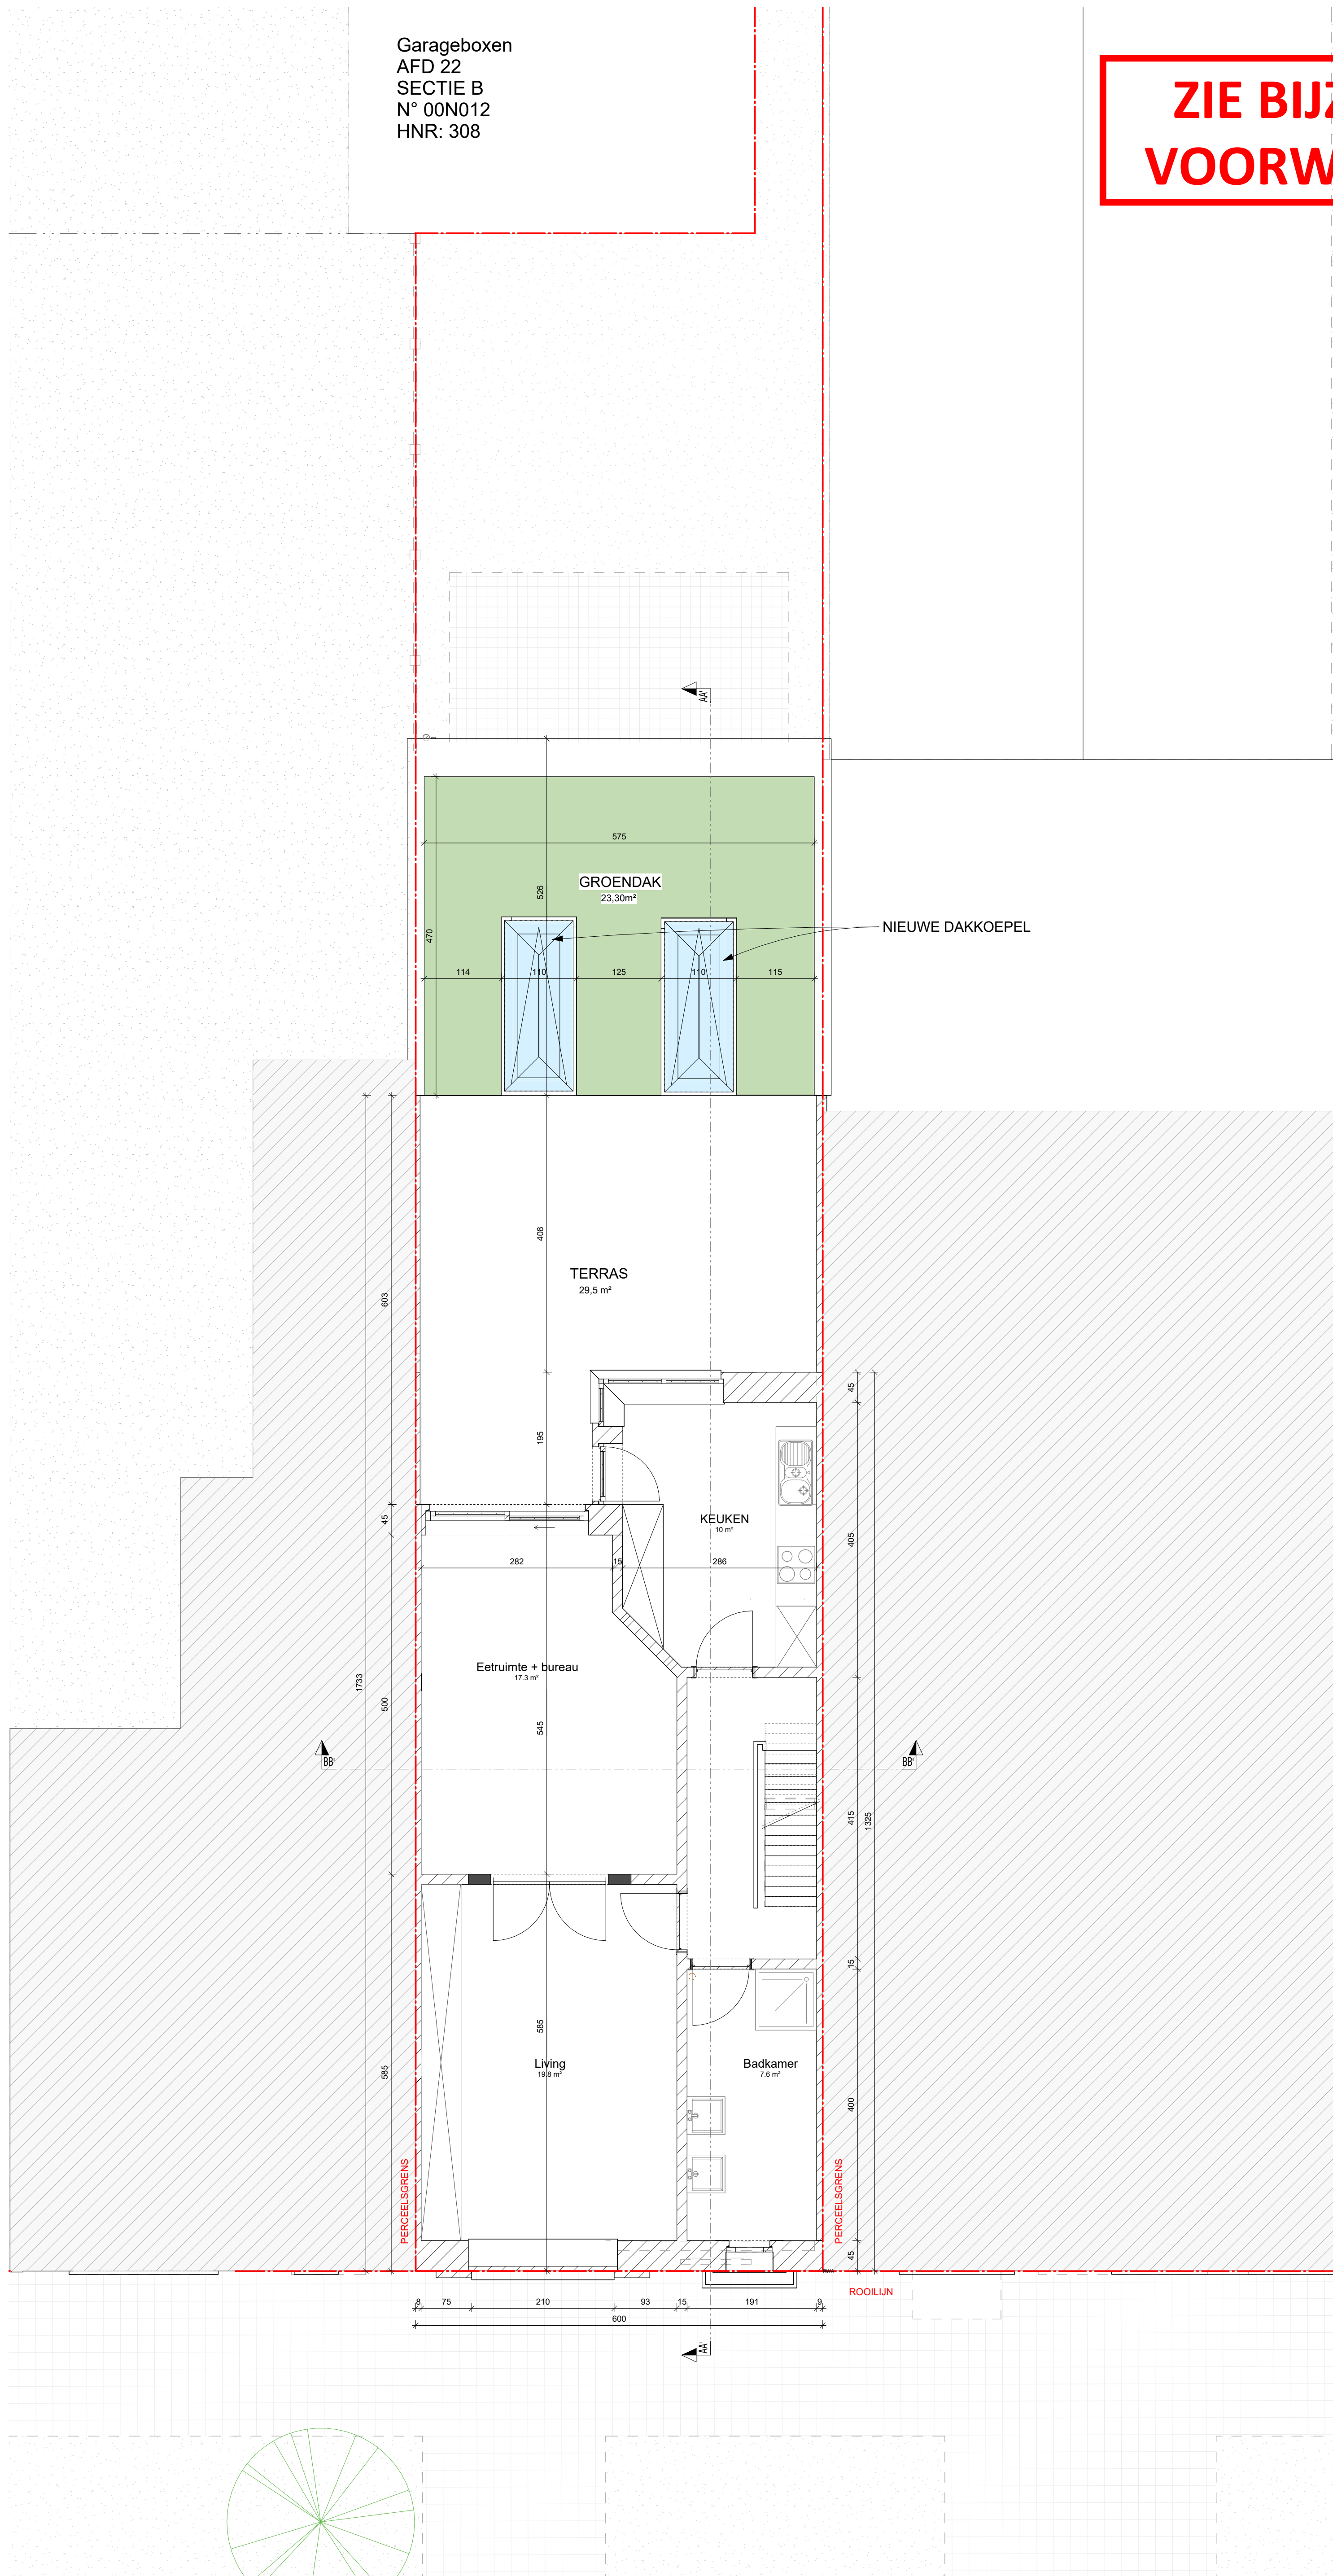 Garageboxen
AFD 22
SECTIE B
N° 00N012
HNR: 308
ZIE BIJZ
VOORW
AA'
575
GROENDAK
23,30m²
526
470
NIEUWE DAKKOEPEL
114
110
125
110
115
408
603
TERRAS
29,5 m²
45
195
45
KEUKEN
10 m²
405
282
15
286
Eetruimte + bureau
17.3 m²
1733
500
545
BB'
BB'
415
1325
15
585
585
Living
19.8 m²
Badkamer
7.6 m²
400
PERCEELSGRENS
PERCEELSGRENS
45
ROOILIJN
8
75
210
93
15
191
9
600
AA'